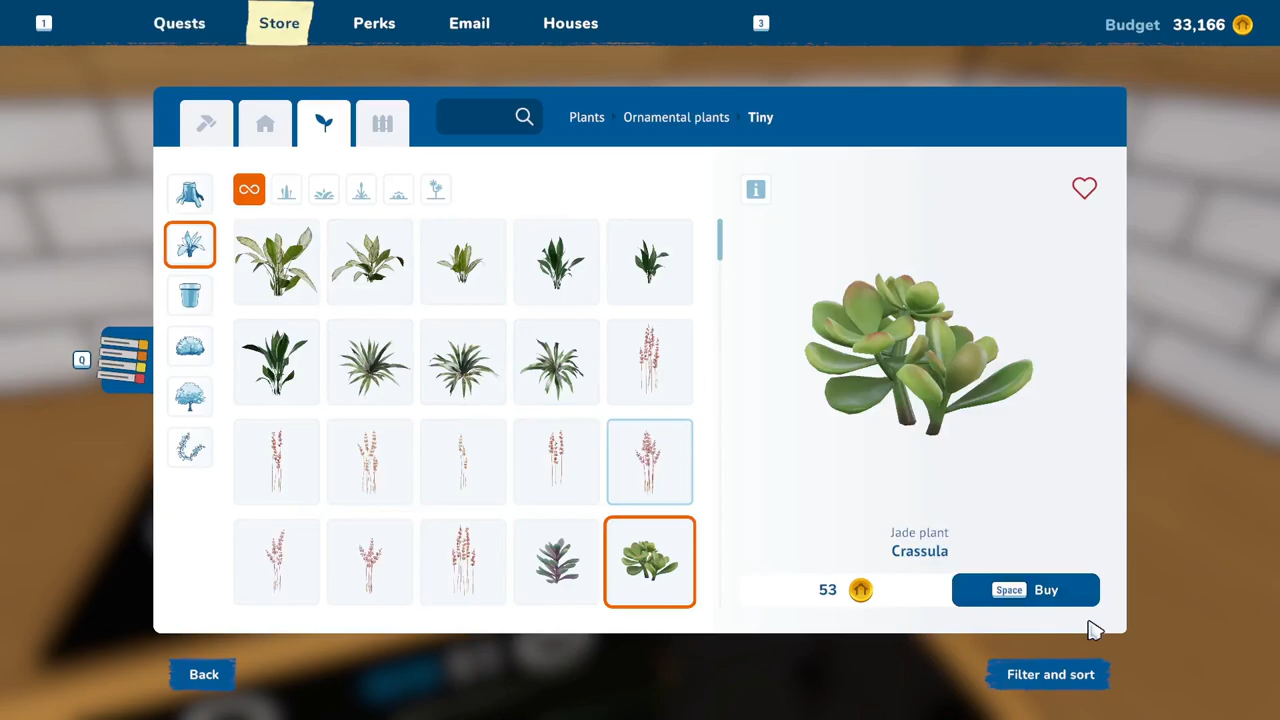 1 Quests Store Perks Email Houses 3 Budget 33,166
Plants Ornamental plants Tiny
i
Q
Jade plant
Crassula
53 Space Buy
Back Filter and sort